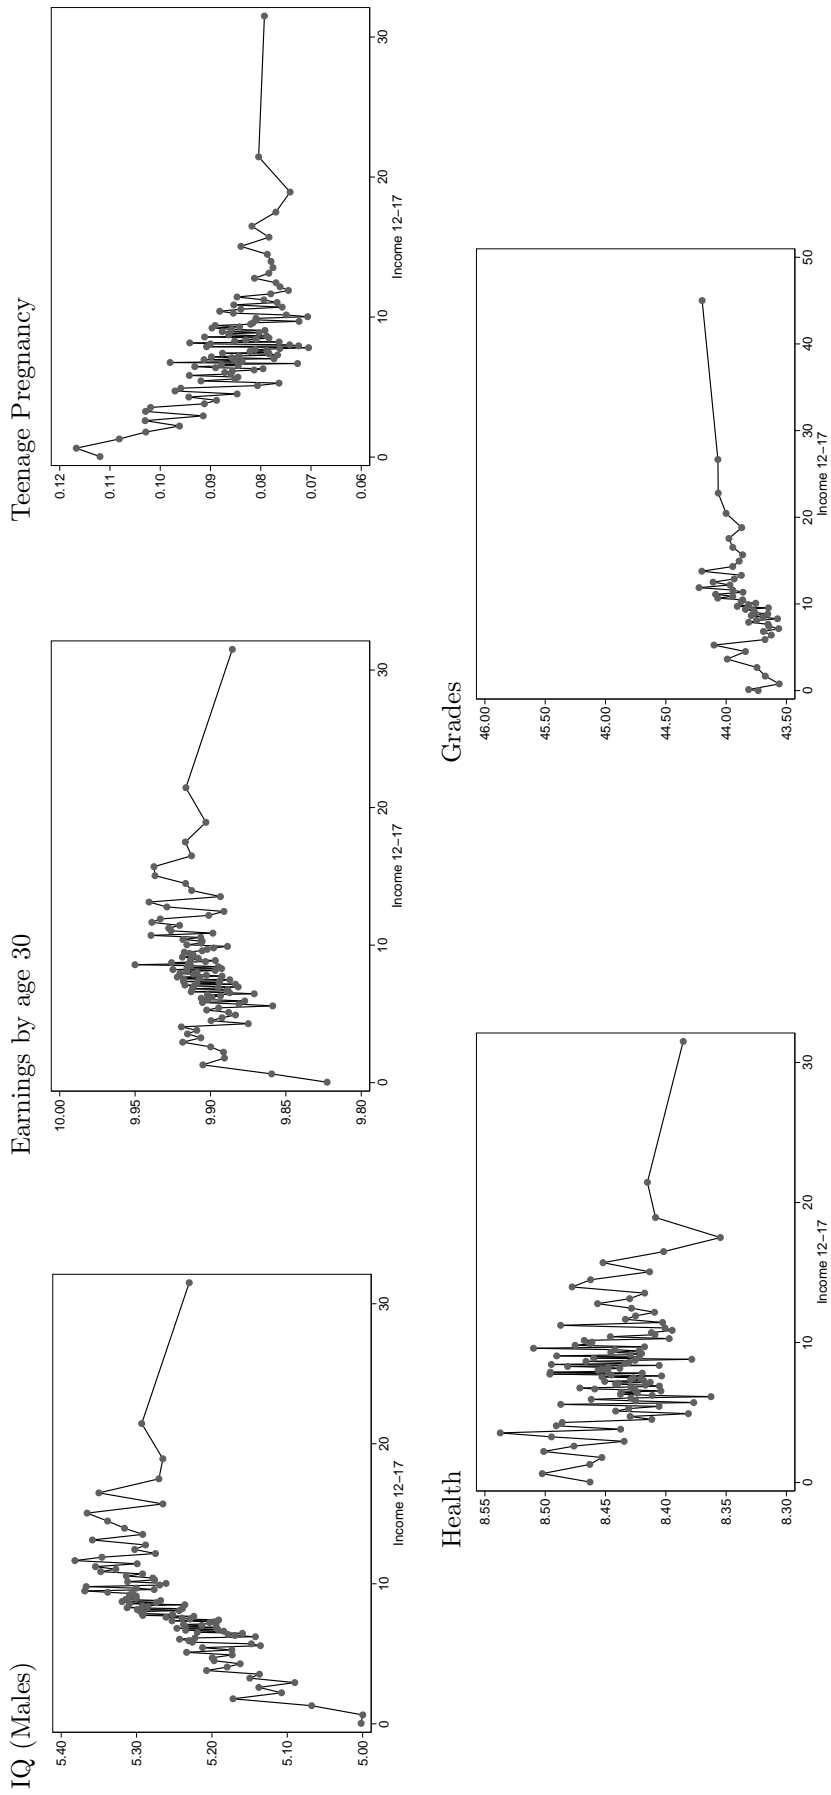 IQ (Males)
5.40
5.30
5.20
5.10
5.00
0 10 20 30
Income 12−17
Earnings by age 30
10.00
9.95
9.90
9.85
9.80
0 10 20 30
Income 12−17
Teenage Pregnancy
0.12
0.11
0.10
0.09
0.08
0.07
0.06
0 10 20 30
Income 12−17
Health
8.55
8.50
8.45
8.40
8.35
8.30
0 10 20 30
Income 12−17
Grades
46.00
45.50
45.00
44.50
44.00
43.50
0 10 20 30 40 50
Income 12−17